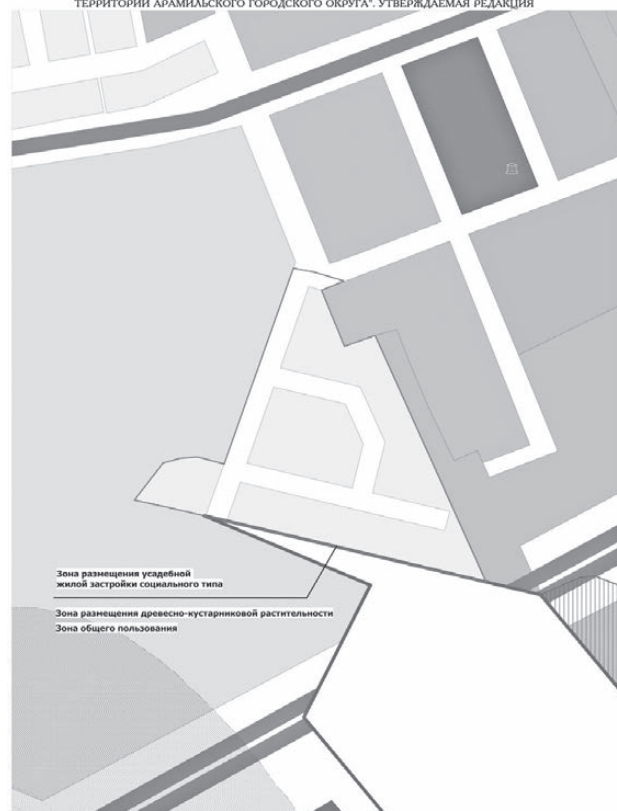 ТЕРРИТОРИИ АРАМИЛЬСКОГО ГОРОДСКОГО ОКРУГА". УТВЕРЖДАЕМАЯ РЕДАКЦИЯ
Зона размещения усадебной
жилой застройки социального типа
Зона размещения древесно-кустарниковой растительности
Зона общего пользования